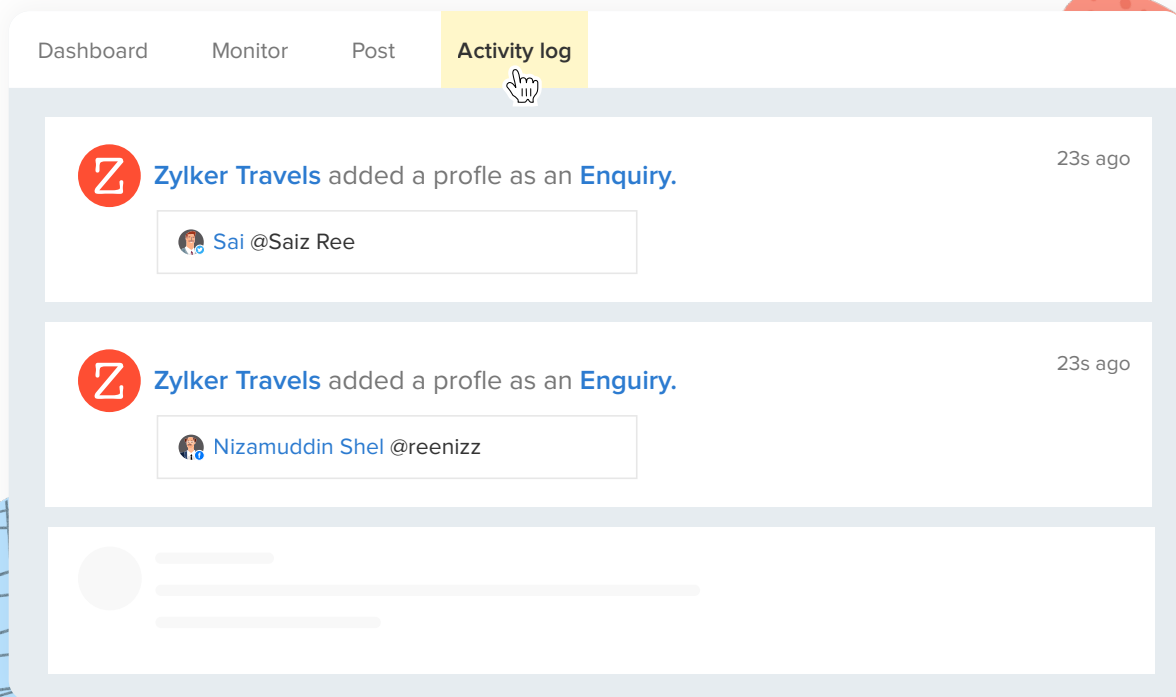 Dashboard Monitor Post Activity log
Z Zylker Travels added a profle as an Enquiry. 23s ago
Sai @Saiz Ree
Z Zylker Travels added a profle as an Enguiry. 23s ago
Nizamuddin Shel @reenizz